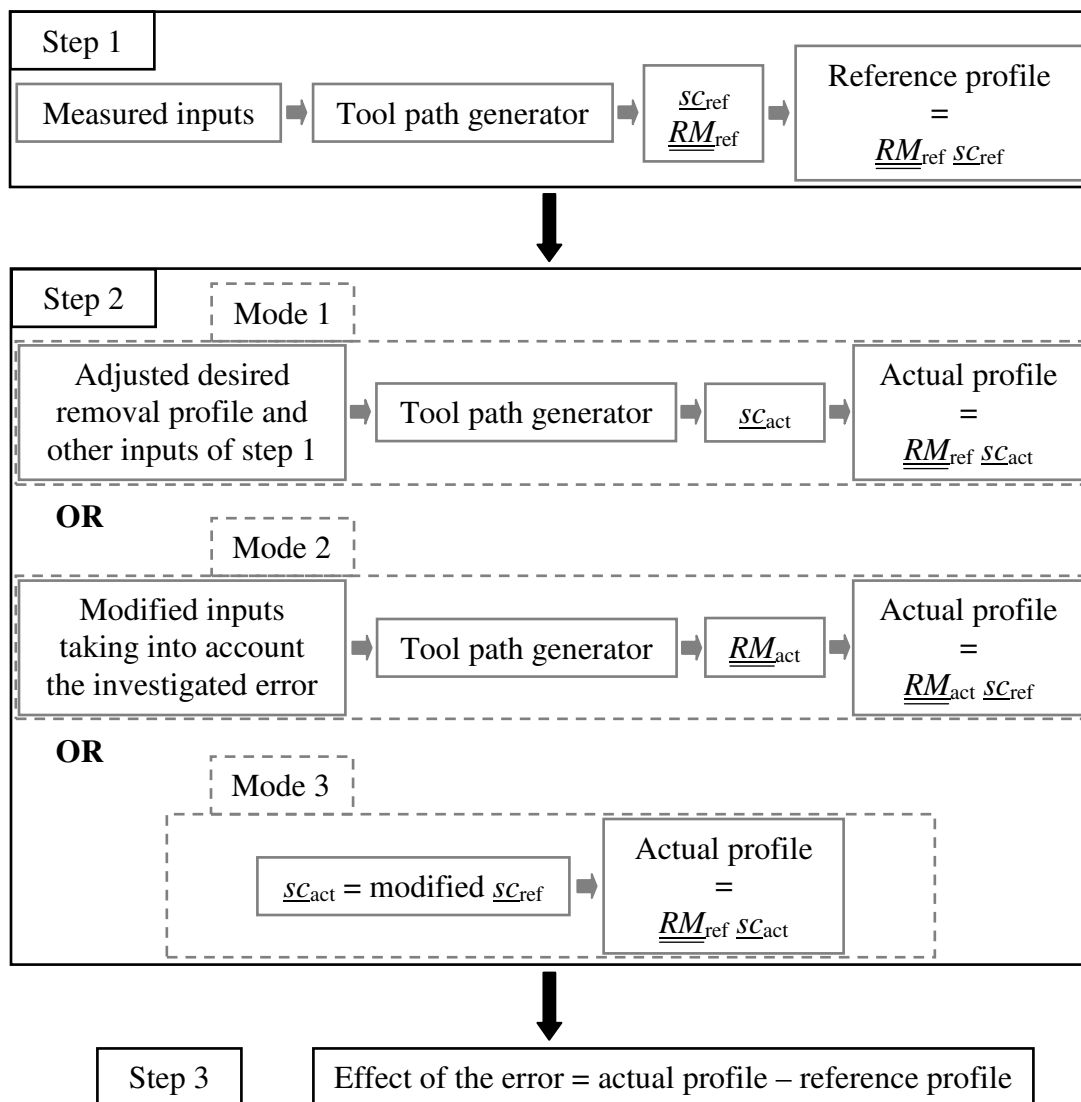 Step 1
Measured inputs
Tool path generator
sc_ref
RM_ref
Reference profile
=
RM_ref sc_ref
Step 2
Mode 1
Adjusted desired
removal profile and
other inputs of step 1
Tool path generator
sc_act
Actual profile
=
RM_ref sc_act
OR
Mode 2
Modified inputs
taking into account
the investigated error
Tool path generator
RM_act
Actual profile
=
RM_act sc_ref
OR
Mode 3
sc_act = modified sc_ref
Actual profile
=
RM_ref sc_act
Step 3
Effect of the error = actual profile – reference profile